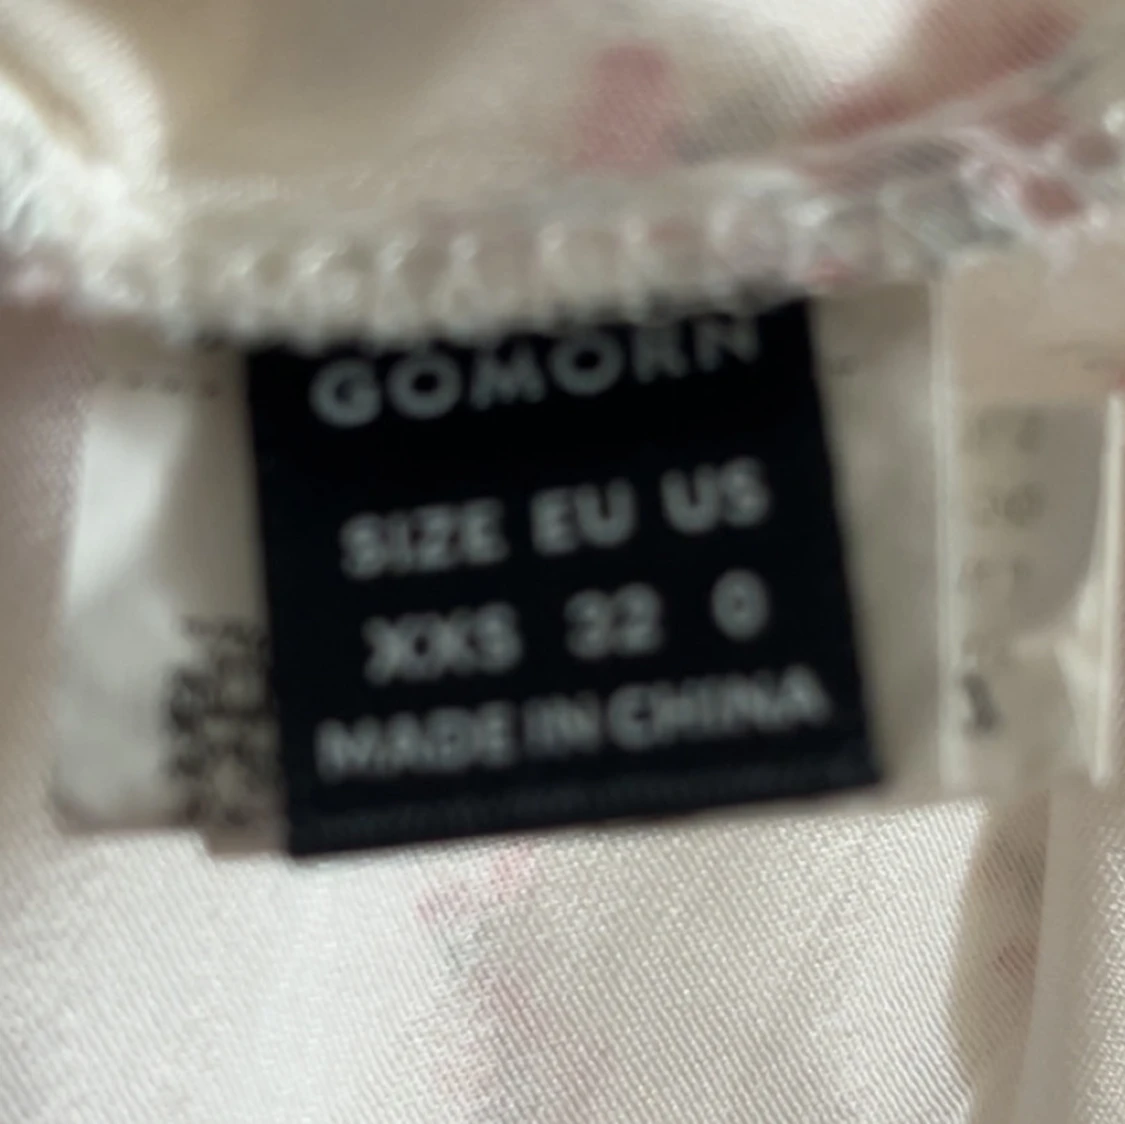 GOMORN
SIZE EU US
XXS 32 0
MADE IN CHINA